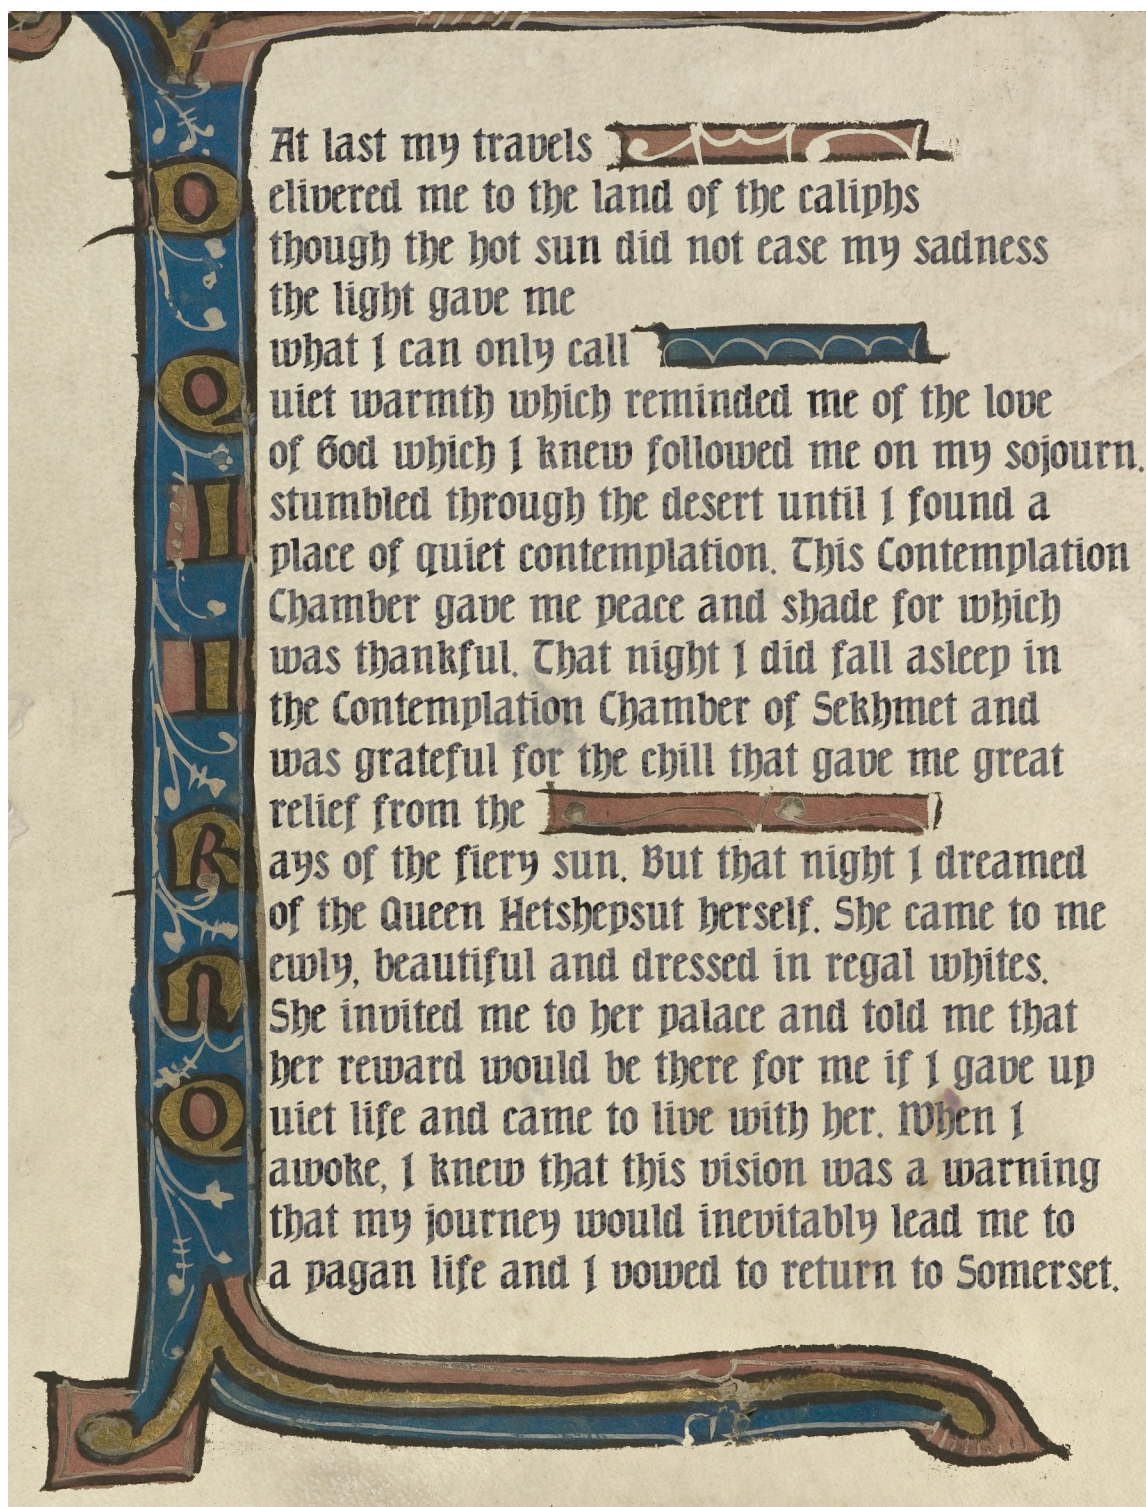 At last my travels
D elivered me to the land of the caliphs
though the hot sun did not ease my sadness
the light gave me
what I can only call
Q uiet warmth which reminded me of the love
of God which I knew followed me on my sojourn.
I stumbled through the desert until I found a
place of quiet contemplation. This Contemplation
Chamber gave me peace and shade for which
I was thankful. That night I did fall asleep in
the Contemplation Chamber of Sekhmet and
was grateful for the chill that gave me great
relief from the
R ays of the fiery sun. But that night I dreamed
of the Queen Hetshepsut herself. She came to me
N ewly, beautiful and dressed in regal whites.
She invited me to her palace and told me that
her reward would be there for me if I gave up
Q uiet life and came to live with her. When I
awoke, I knew that this vision was a warning
that my journey would inevitably lead me to
a pagan life and I vowed to return to Somerset.